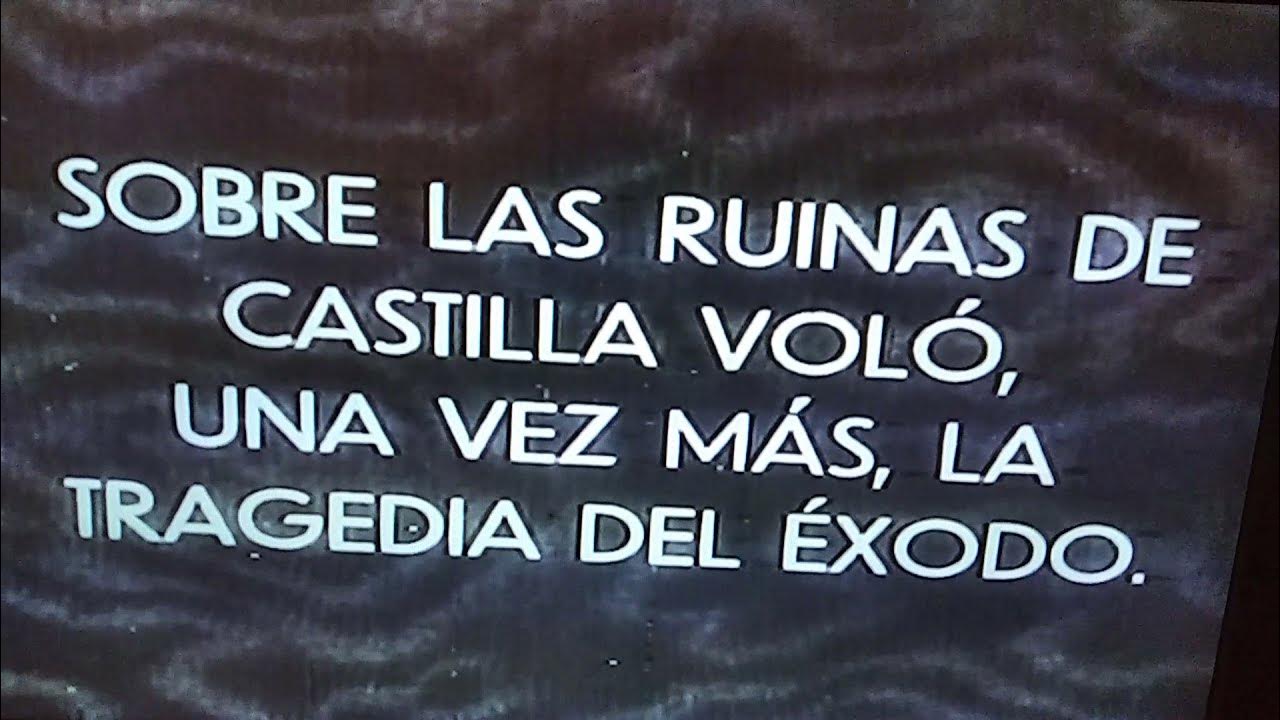 SOBRE LAS RUINAS DE
CASTILLA VOLÓ,
UNA VEZ MÁS, LA
TRAGEDIA DEL ÉXODO.